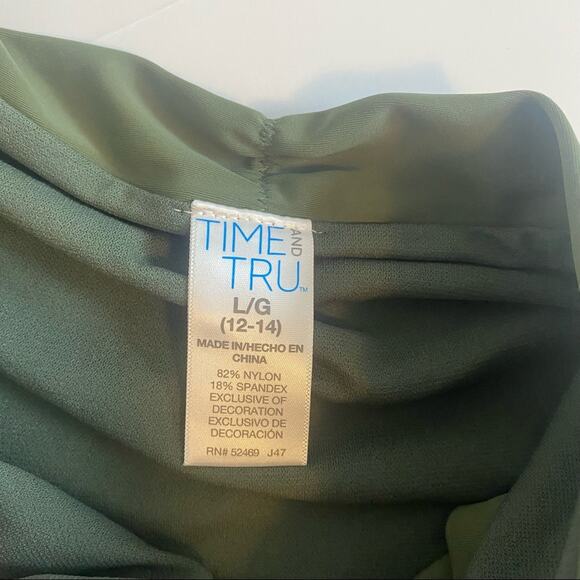 TIME AND
TRU™
L/G
(12-14)
MADE IN/HECHO EN
CHINA
82% NYLON
18% SPANDEX
EXCLUSIVE OF
DECORATION
EXCLUSIVO DE
DECORACIÓN
RN# 52469 J47